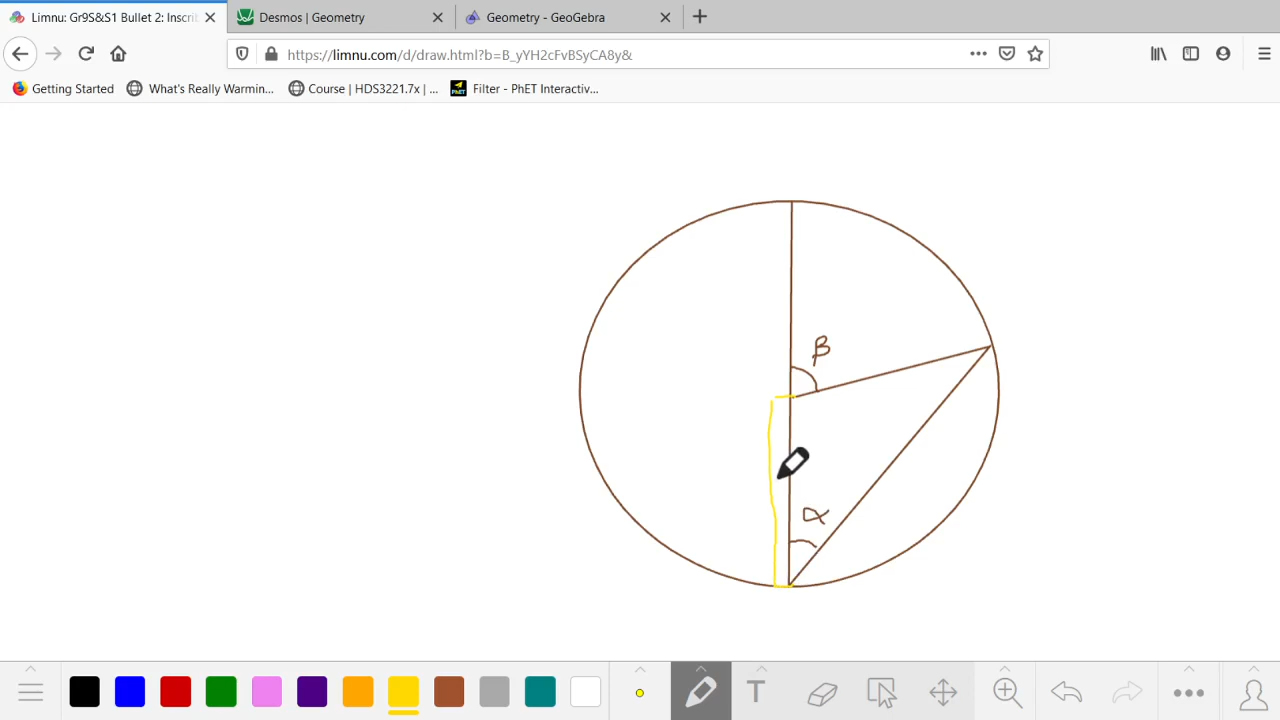 Limnu: Gr9S&S1 Bullet 2: Inscrib
Desmos | Geometry
Geometry - GeoGebra
https://limnu.com/d/draw.html?b=B_yYH2cFvBSyCA8y&
Getting Started
What's Really Warmin...
Course | HDS3221.7x | ...
Filter - PhET Interactiv...
β
α
T